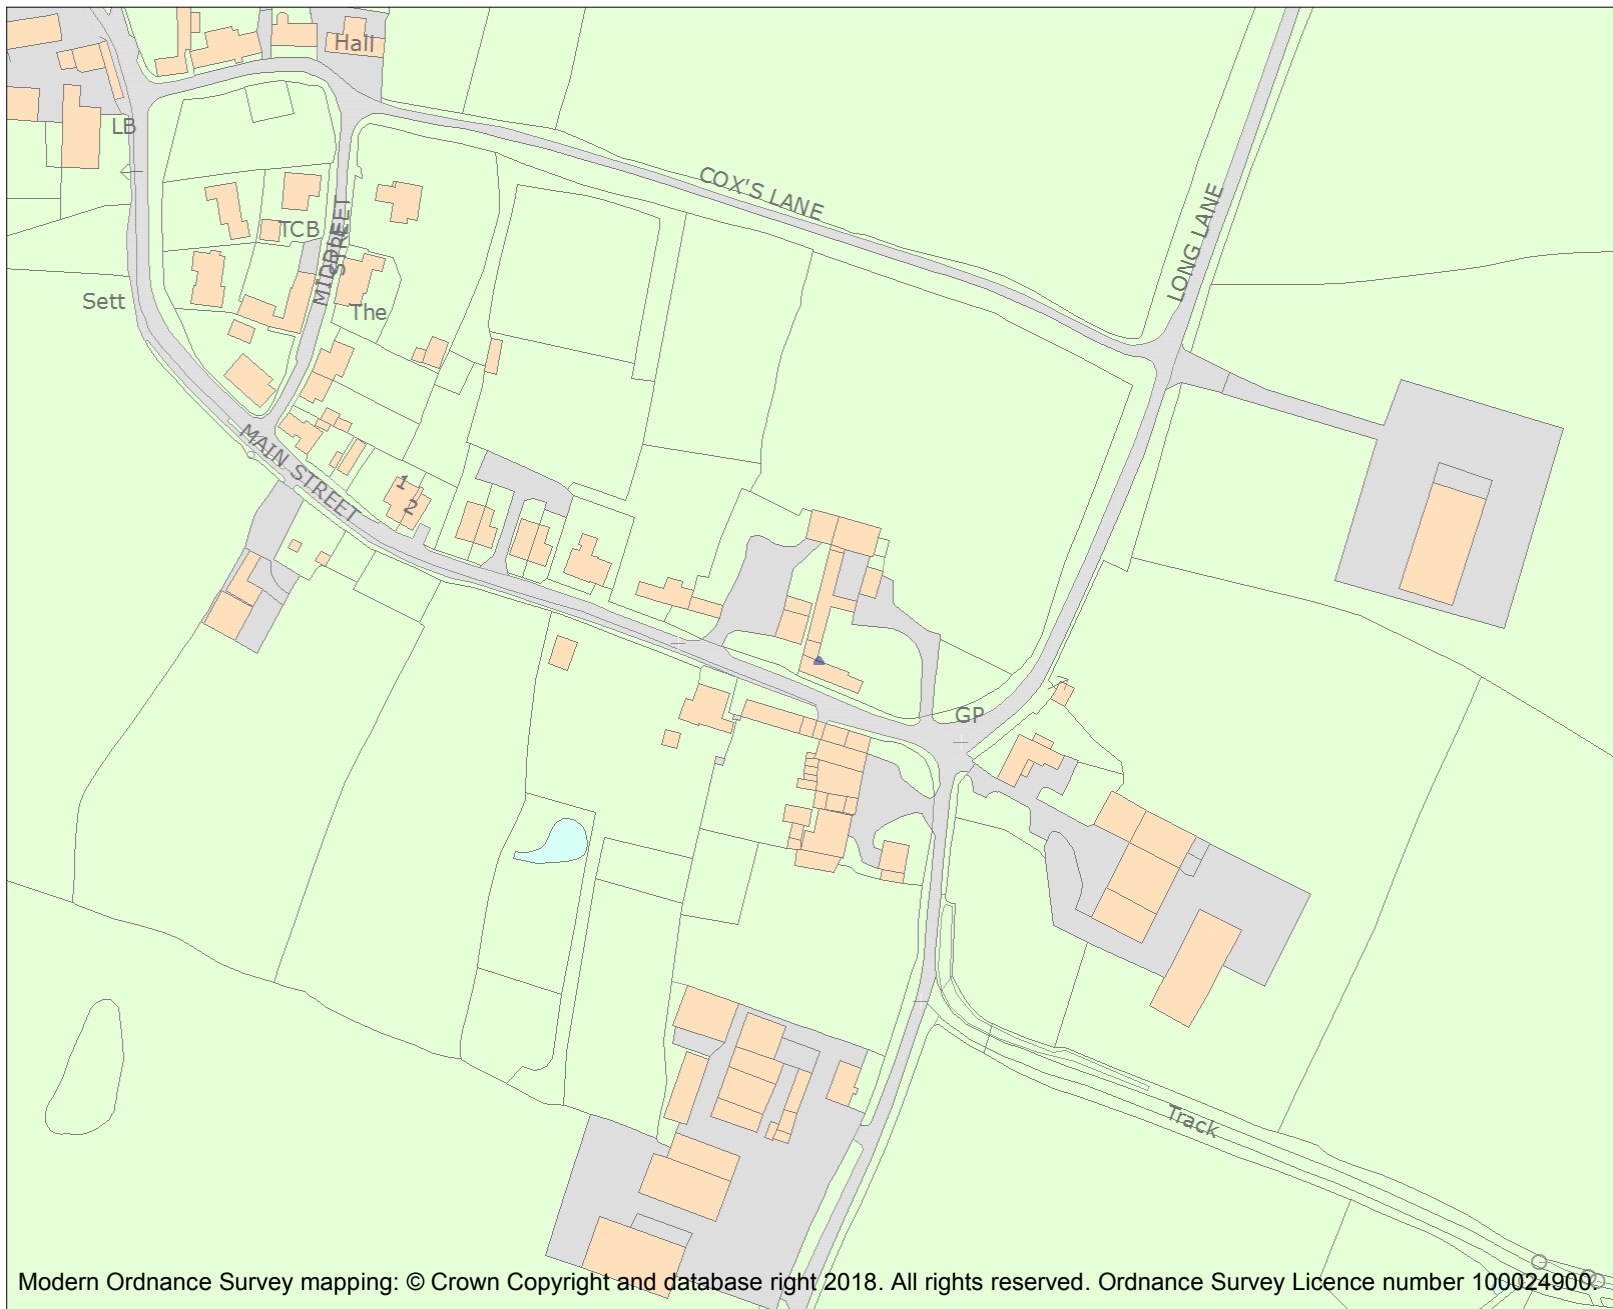 Hall
LB
COX'S LANE
LONG LANE
TCB
MIDDLE
STREET
Sett
The
MAIN STREET
1
2
GP
Track
Modern Ordnance Survey mapping: © Crown Copyright and database right 2018. All rights reserved. Ordnance Survey Licence number 100024900.